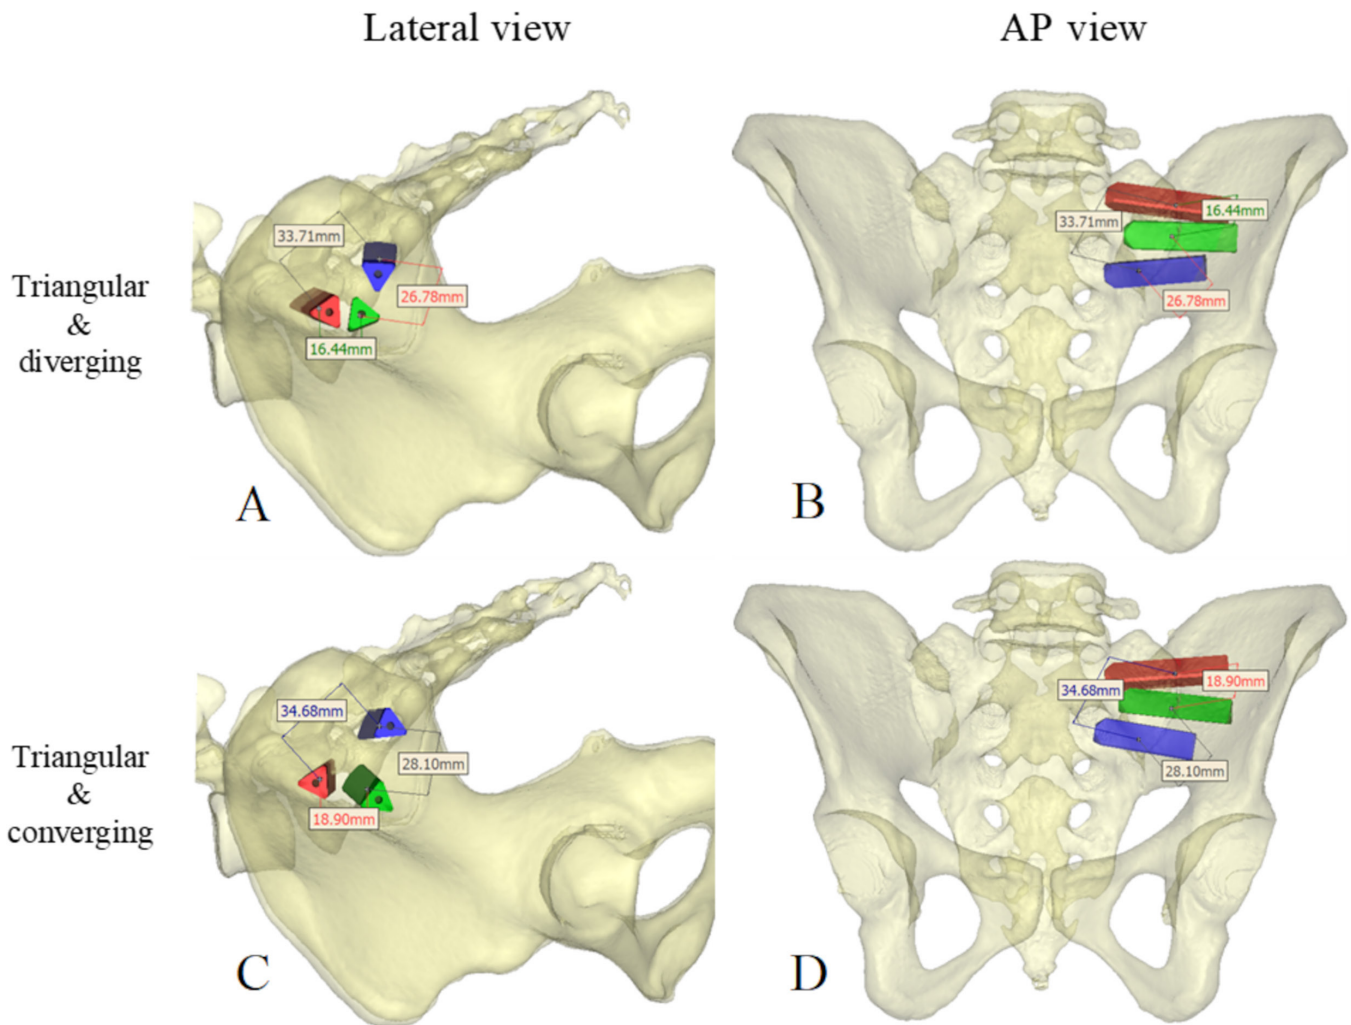 Lateral view
AP view
Triangular
&
diverging
33.71mm
26.78mm
16.44mm
A
33.71mm
16.44mm
26.78mm
B
Triangular
&
converging
34.68mm
28.10mm
18.90mm
C
34.68mm
18.90mm
28.10mm
D